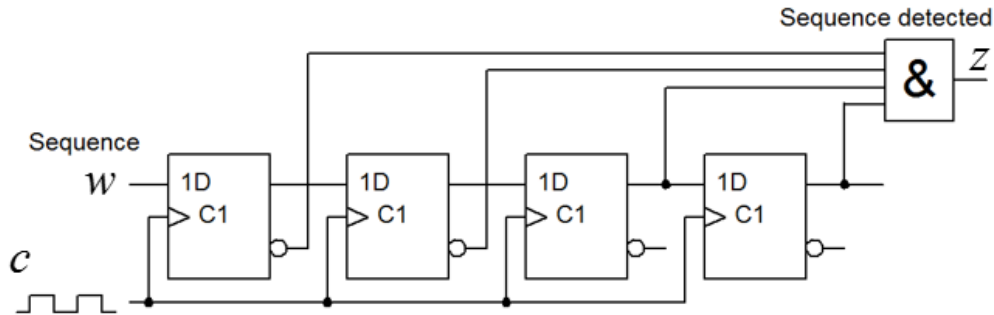 Sequence detected
z
&
Sequence
w
1D 1D 1D 1D
C1 C1 C1 C1
c